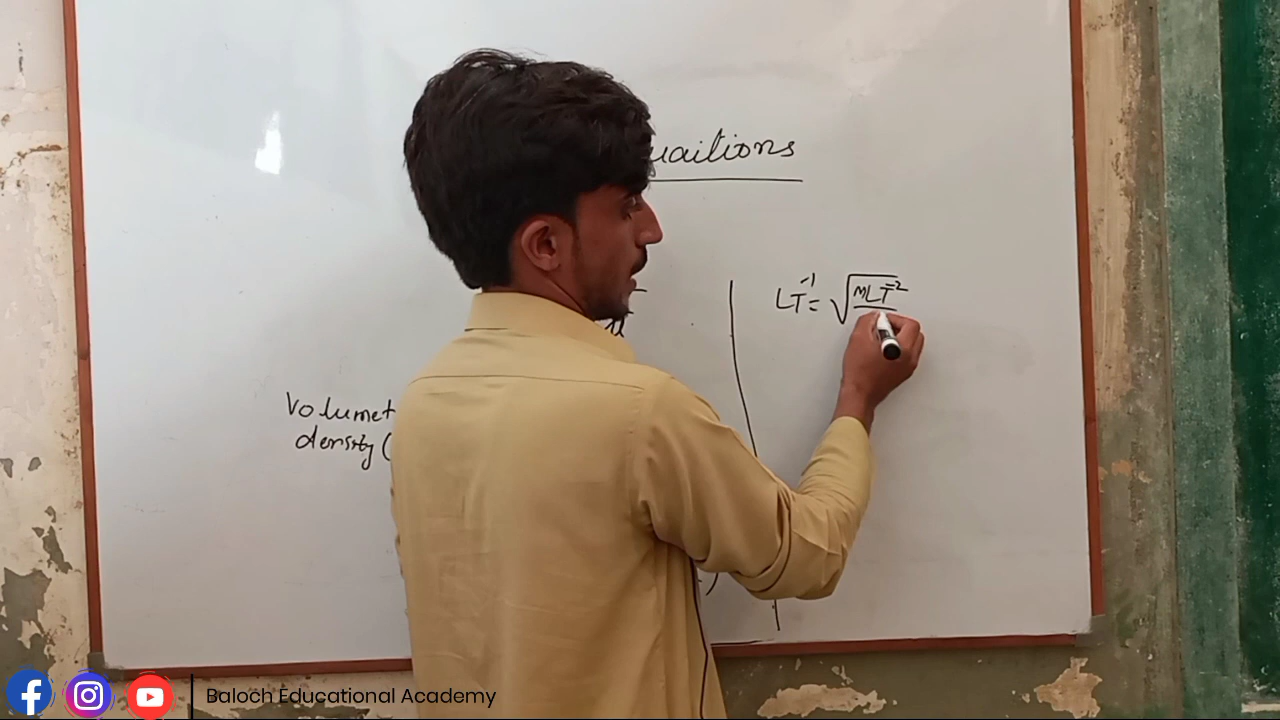 uaitions
LT⁻¹ = √MLT⁻²
Volumet
density (
Baloch Educational Academy